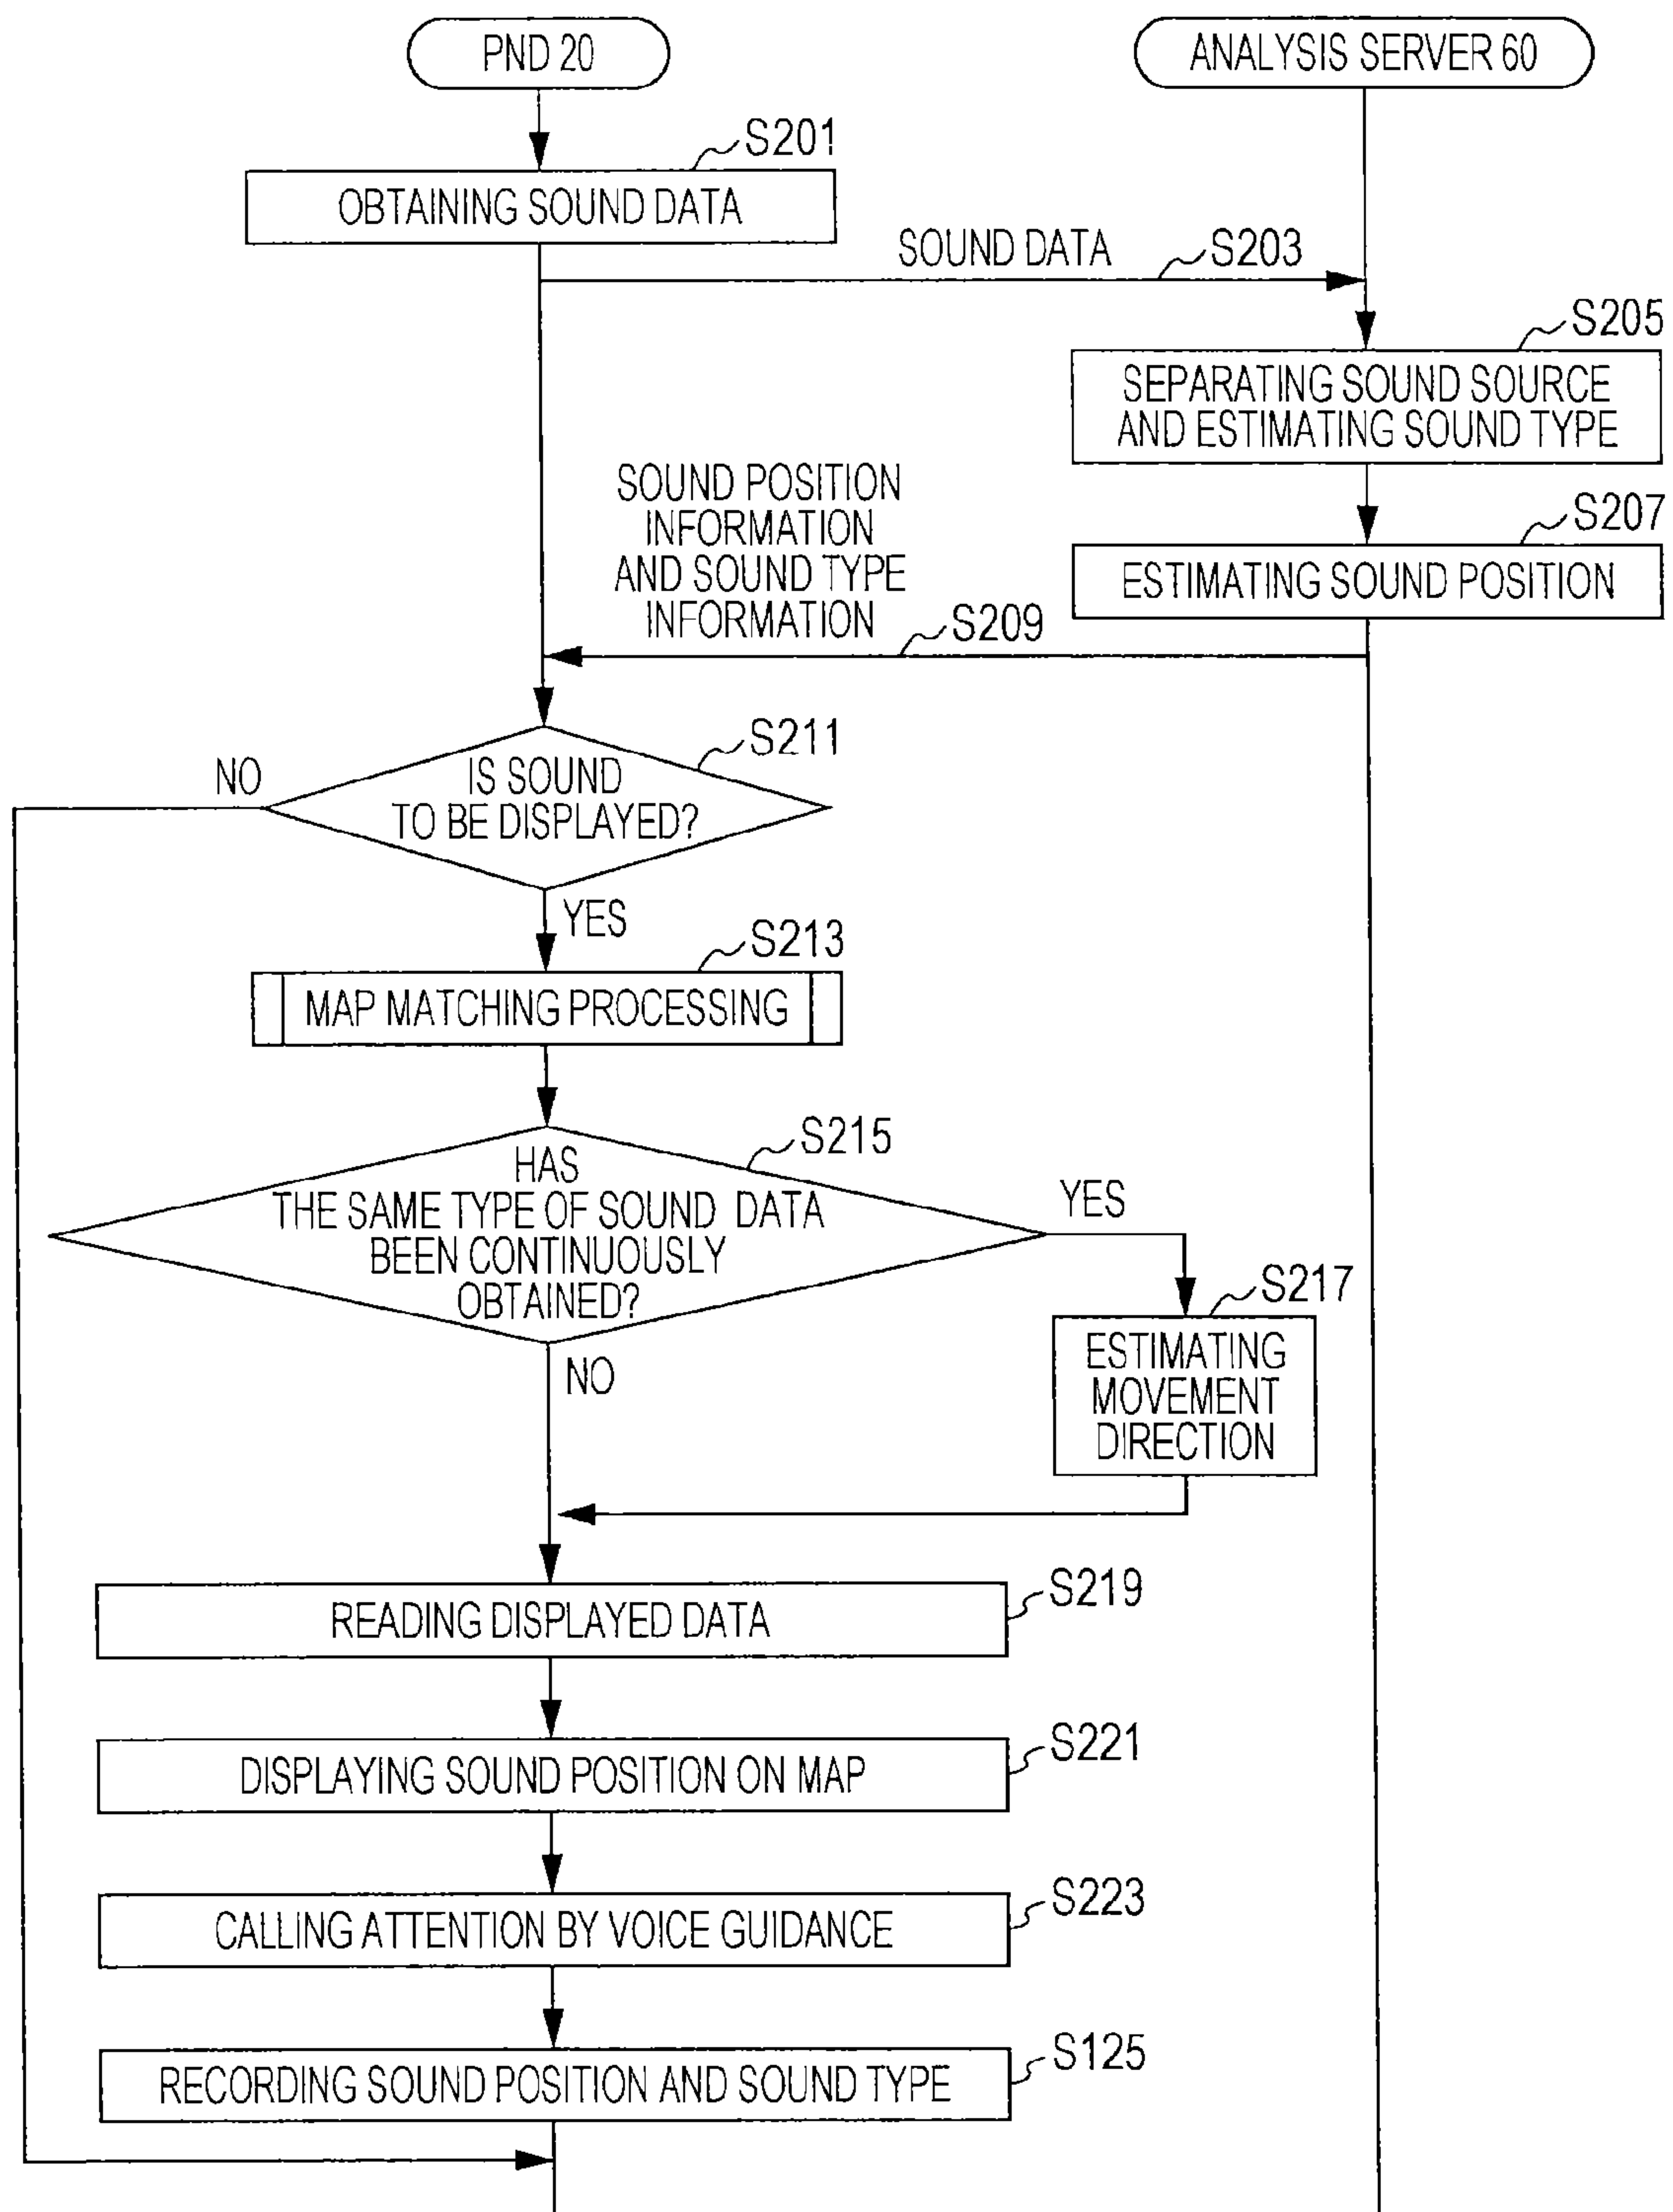 PND 20
ANALYSIS SERVER 60
S201
OBTAINING SOUND DATA
SOUND DATA
S203
S205
SEPARATING SOUND SOURCE
AND ESTIMATING SOUND TYPE
S207
ESTIMATING SOUND POSITION
SOUND POSITION
INFORMATION
AND SOUND TYPE
INFORMATION
S209
S211
NO
IS SOUND
TO BE DISPLAYED?
YES
S213
MAP MATCHING PROCESSING
S215
HAS
THE SAME TYPE OF SOUND DATA
BEEN CONTINUOUSLY
OBTAINED?
YES
S217
ESTIMATING
MOVEMENT
DIRECTION
NO
S219
READING DISPLAYED DATA
S221
DISPLAYING SOUND POSITION ON MAP
S223
CALLING ATTENTION BY VOICE GUIDANCE
S125
RECORDING SOUND POSITION AND SOUND TYPE